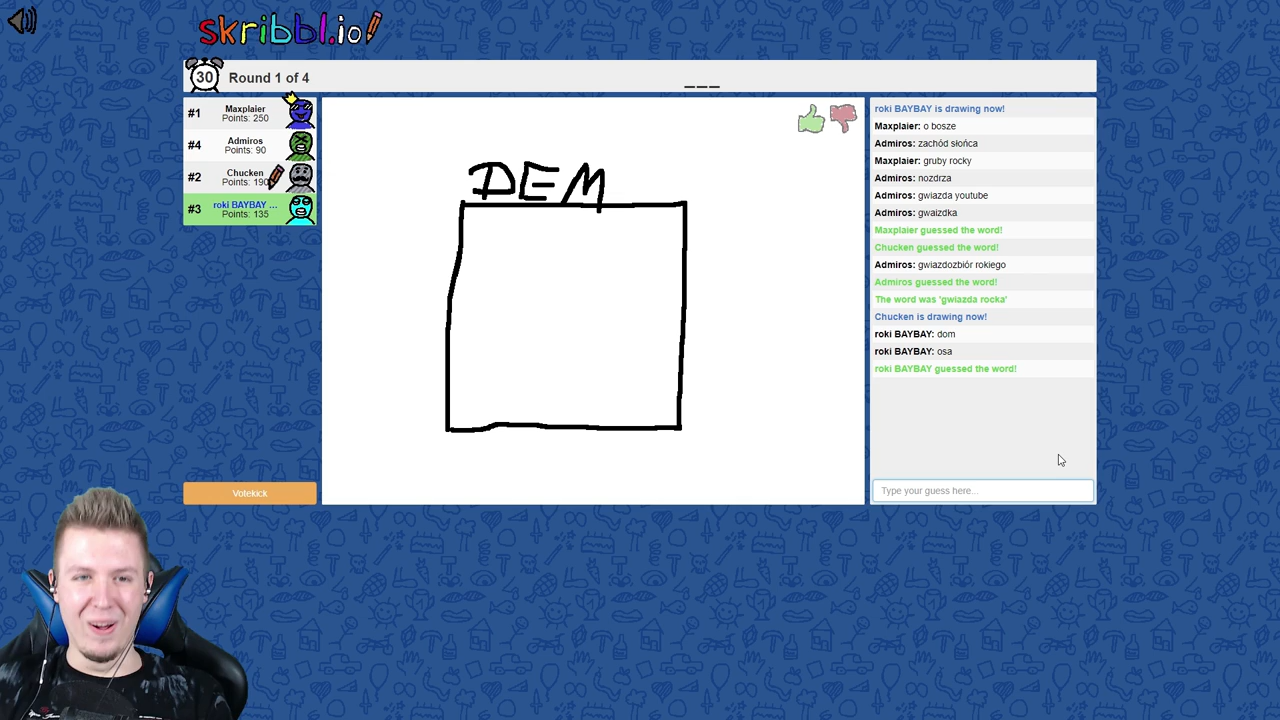 skribbl.io
30
Round 1 of 4
___
#1
Maxplaier
Points: 250
#4
Admiros
Points: 90
#2
Chucken
Points: 190
#3
roki BAYBAY ...
Points: 135
Votekick
DEM
roki BAYBAY is drawing now!
Maxplaier: o bosze
Admiros: zachód słońca
Maxplaier: gruby rocky
Admiros: nozdrza
Admiros: gwiazda youtube
Admiros: gwaizdka
Maxplaier guessed the word!
Chucken guessed the word!
Admiros: gwiazdozbiór rokiego
Admiros guessed the word!
The word was 'gwiazda rocka'
Chucken is drawing now!
roki BAYBAY: dom
roki BAYBAY: osa
roki BAYBAY guessed the word!
Type your guess here...